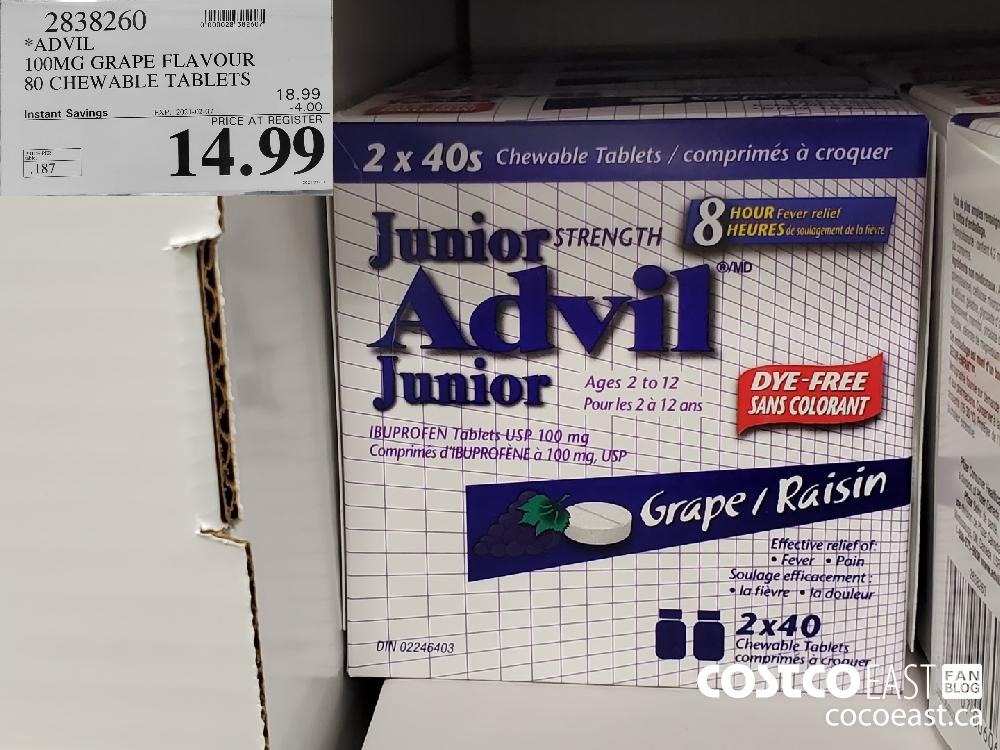 2838260
*ADVIL
100MG GRAPE FLAVOUR
80 CHEWABLE TABLETS
18.99
-4.00
Instant Savings
EXP. 2021-02-07
PRICE AT REGISTER
14.99
.187
2 x 40s Chewable Tablets / comprimés à croquer
8 HOUR Fever relief
HEURES de soulagement de la fièvre
Junior STRENGTH
Advil ®/MD
Junior
Ages 2 to 12
Pour les 2 à 12 ans
DYE-FREE
SANS COLORANT
IBUPROFEN Tablets USP 100 mg
Comprimés d'IBUPROFÈNE à 100 mg, USP
Grape / Raisin
Effective relief of:
• Fever • Pain
Soulage efficacement :
• la fièvre • la douleur
2x40
Chewable Tablets
comprimés à croquer
DIN 02246403
COSTCO EAST FAN BLOG
cocoeast.ca